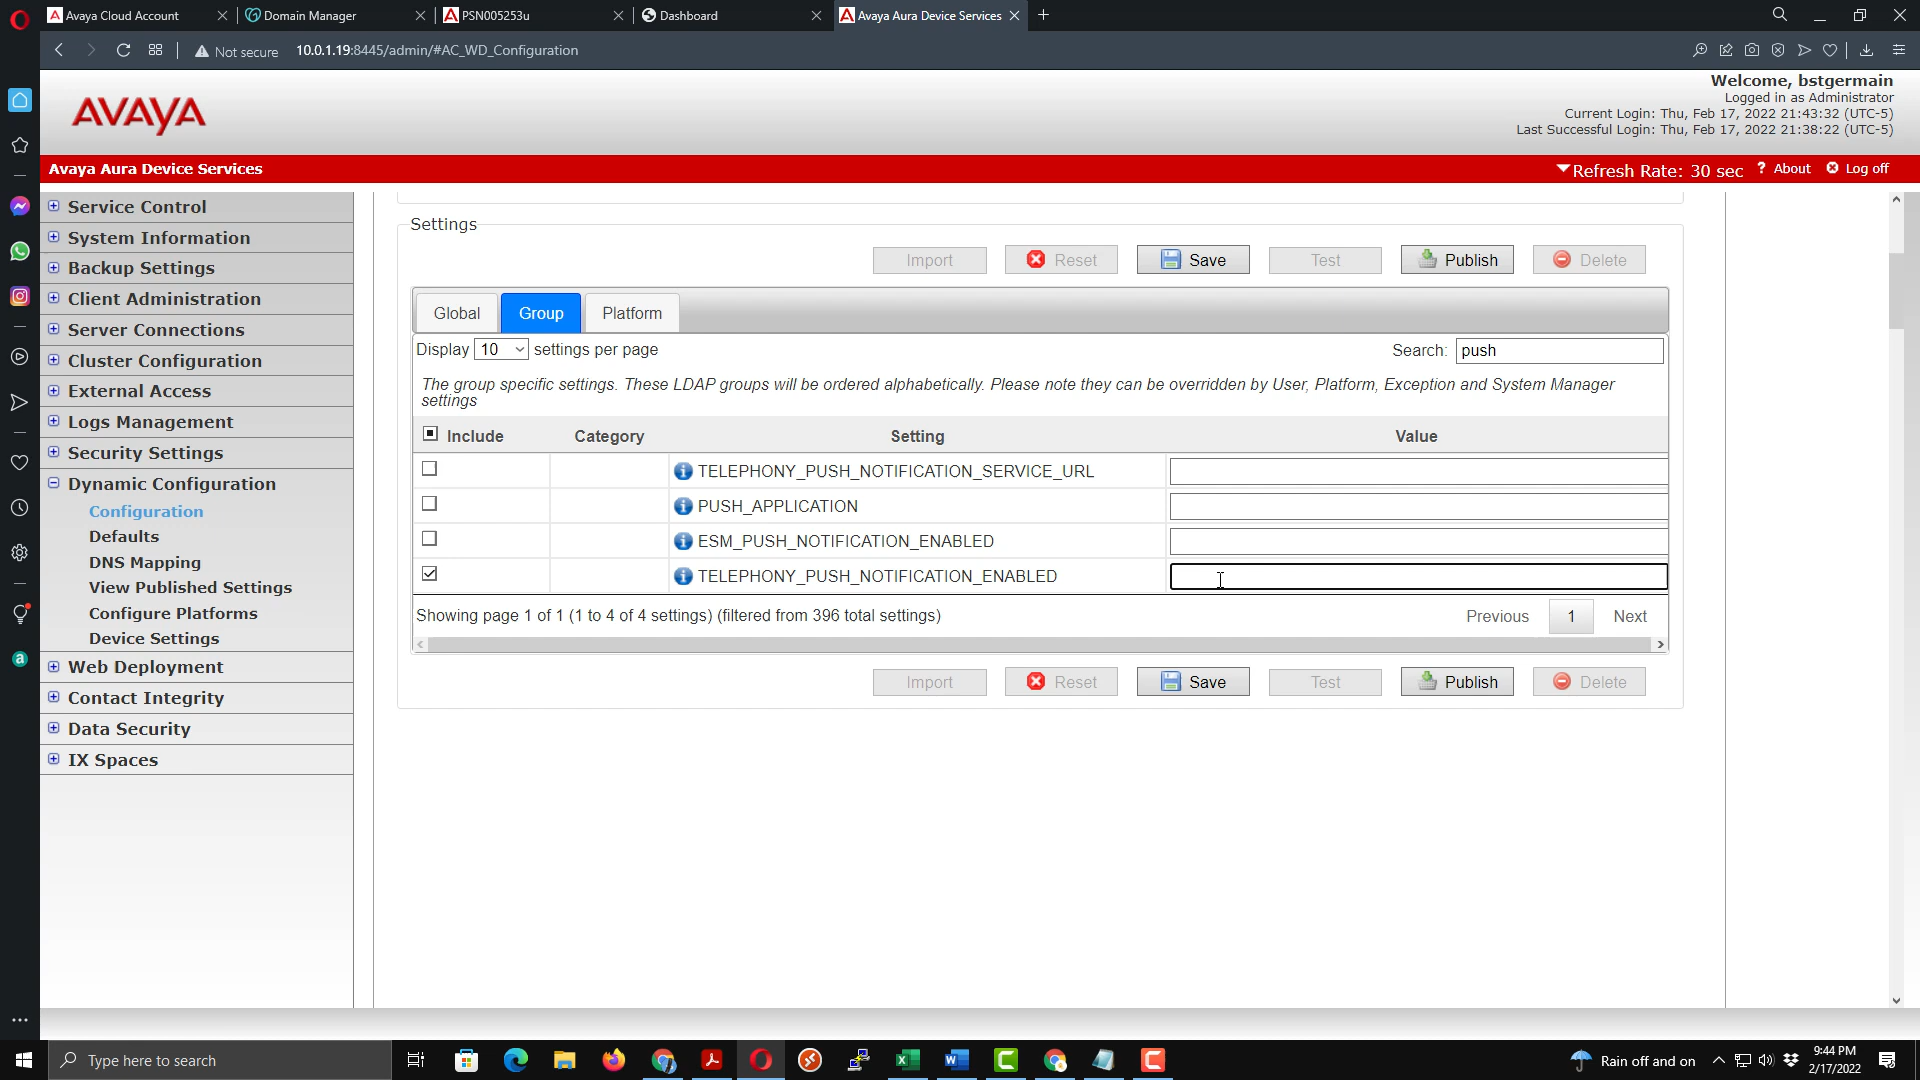 Avaya Cloud Account
Domain Manager
PSN005253u
Dashboard
Avaya Aura Device Services
Not secure
10.0.1.19:8445/admin/#AC_WD_Configuration
AVAYA
Welcome, bstgermain
Logged in as Administrator
Current Login: Thu, Feb 17, 2022 21:43:32 (UTC-5)
Last Successful Login: Thu, Feb 17, 2022 21:38:22 (UTC-5)
Avaya Aura Device Services
Refresh Rate: 30 sec ? About Log off
Service Control
System Information
Backup Settings
Client Administration
Server Connections
Cluster Configuration
External Access
Logs Management
Security Settings
Dynamic Configuration
Configuration
Defaults
DNS Mapping
View Published Settings
Configure Platforms
Device Settings
Web Deployment
Contact Integrity
Data Security
IX Spaces
Settings
Import Reset Save Test Publish Delete
Global Group Platform
Display 10 settings per page Search: push
The group specific settings. These LDAP groups will be ordered alphabetically. Please note they can be overridden by User, Platform, Exception and System Manager
settings
Include Category Setting Value
TELEPHONY_PUSH_NOTIFICATION_SERVICE_URL
PUSH_APPLICATION
ESM_PUSH_NOTIFICATION_ENABLED
TELEPHONY_PUSH_NOTIFICATION_ENABLED
Showing page 1 of 1 (1 to 4 of 4 settings) (filtered from 396 total settings) Previous 1 Next
Import Reset Save Test Publish Delete
Type here to search
Rain off and on
9:44 PM
2/17/2022